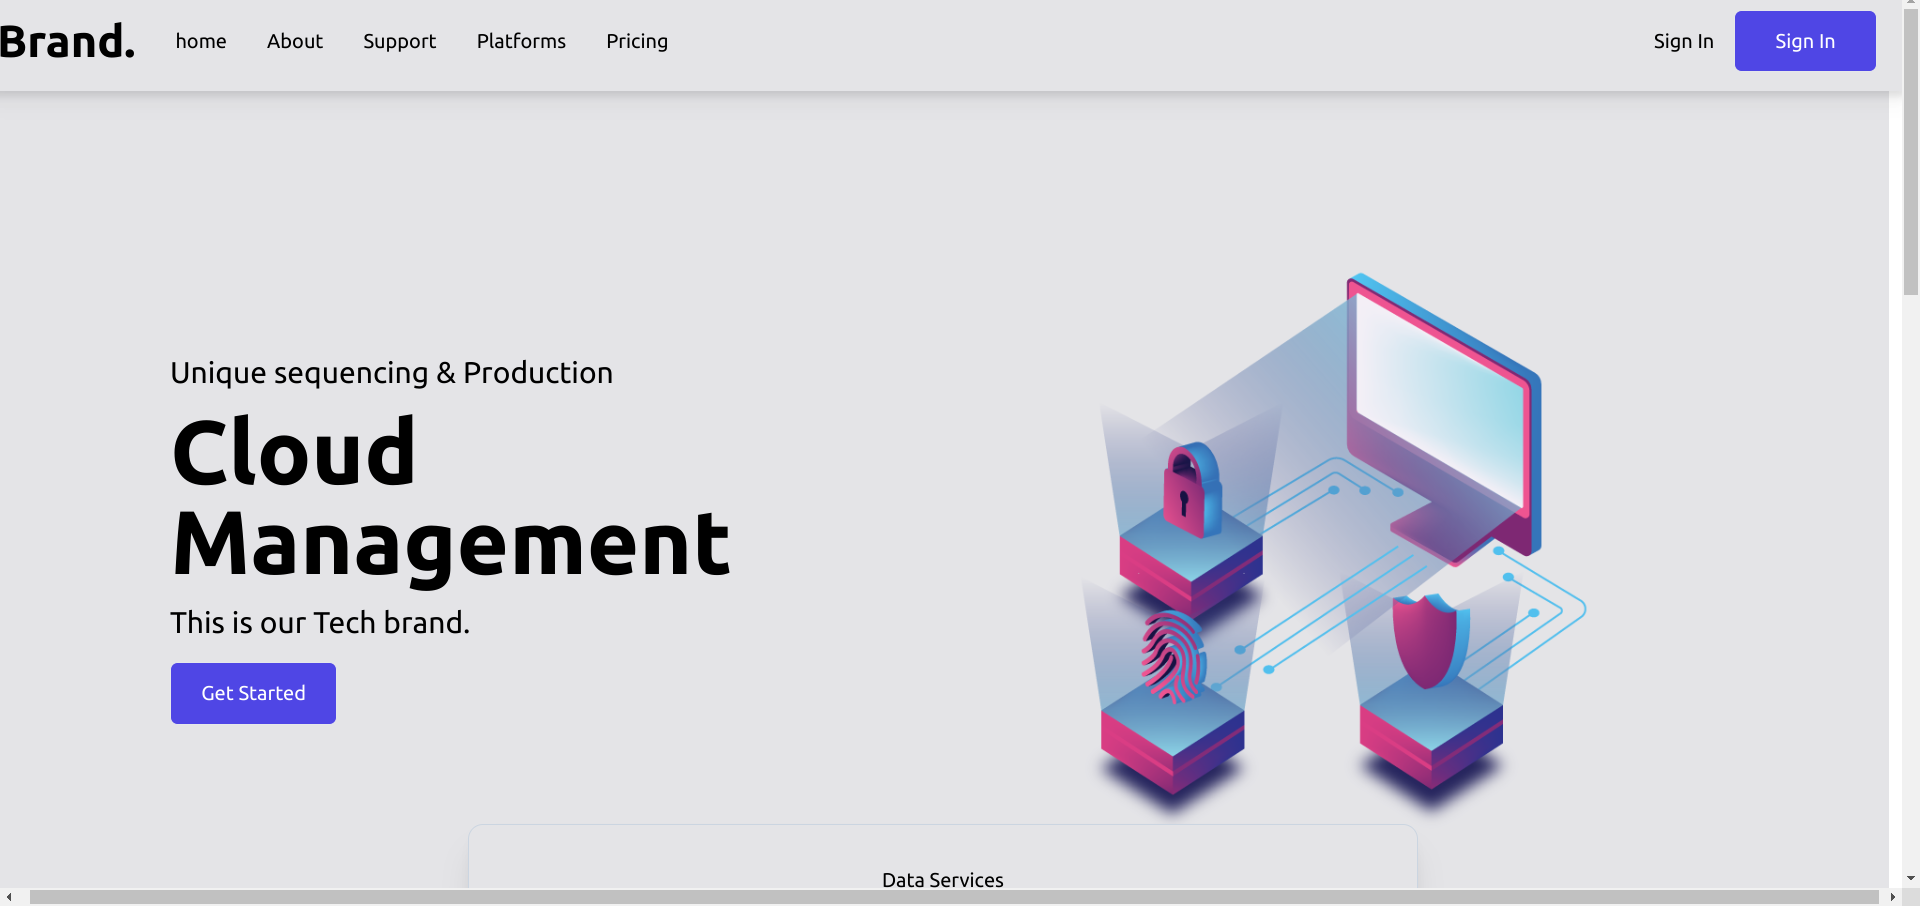 Brand. home About Support Platforms Pricing Sign In Sign In
Unique sequencing & Production
Cloud
Management
This is our Tech brand.
Get Started
Data Services